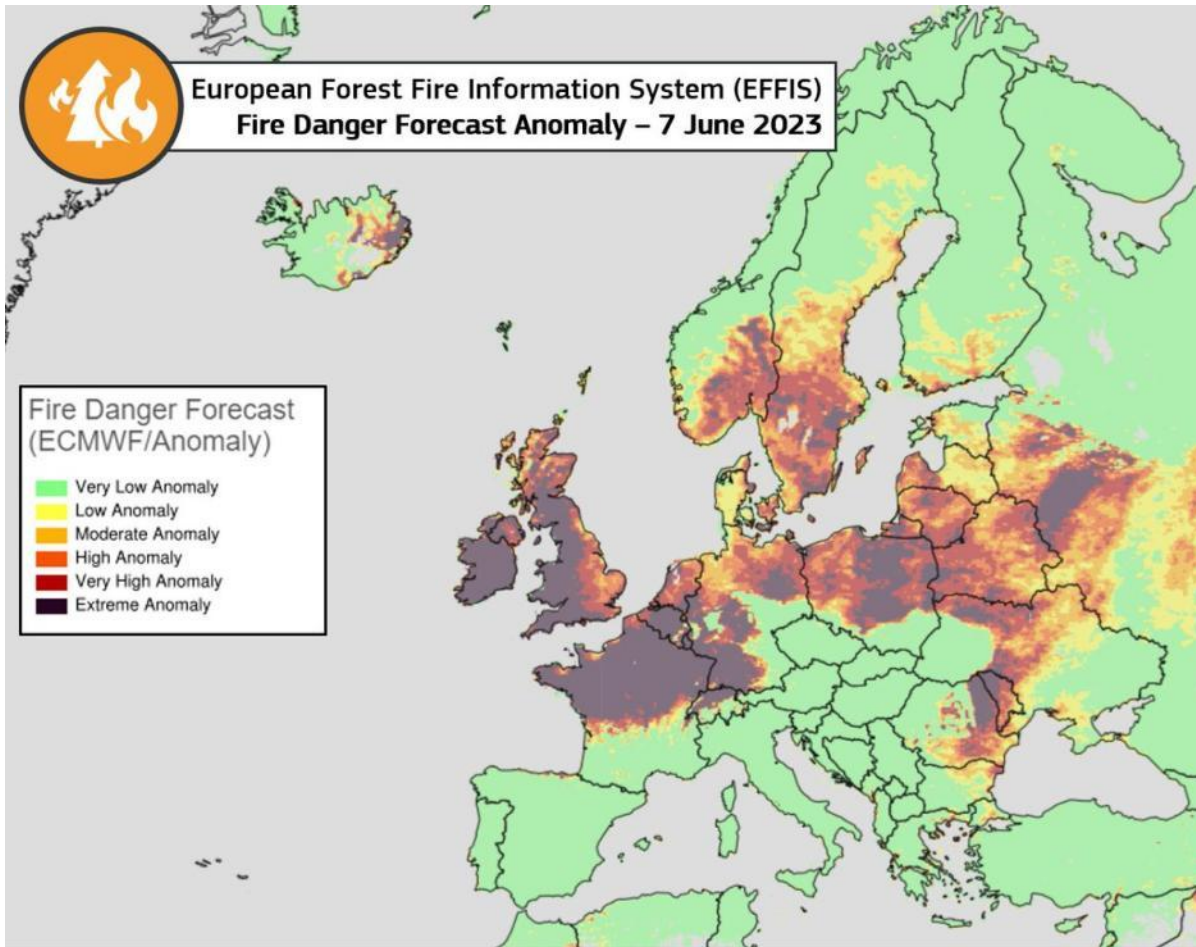 European Forest Fire Information System (EFFIS)
Fire Danger Forecast Anomaly – 7 June 2023
Fire Danger Forecast
(ECMWF/Anomaly)
Very Low Anomaly
Low Anomaly
Moderate Anomaly
High Anomaly
Very High Anomaly
Extreme Anomaly